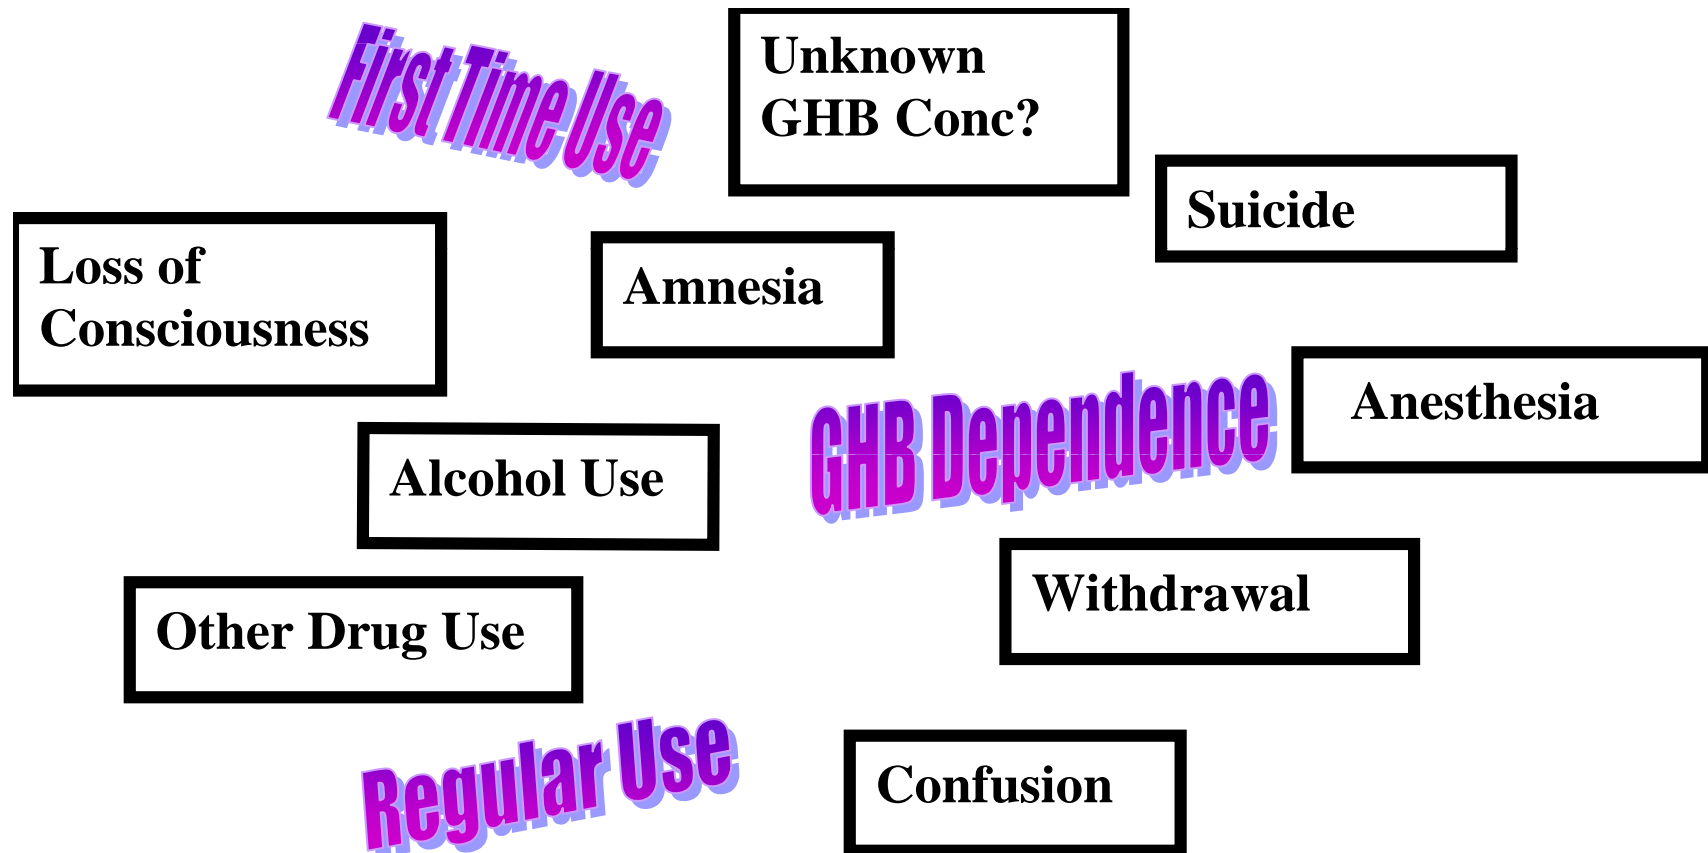 First Time Use
Unknown
GHB Conc?
Suicide
Loss of
Consciousness
Amnesia
Anesthesia
GHB Dependence
Alcohol Use
Withdrawal
Other Drug Use
Regular Use
Confusion